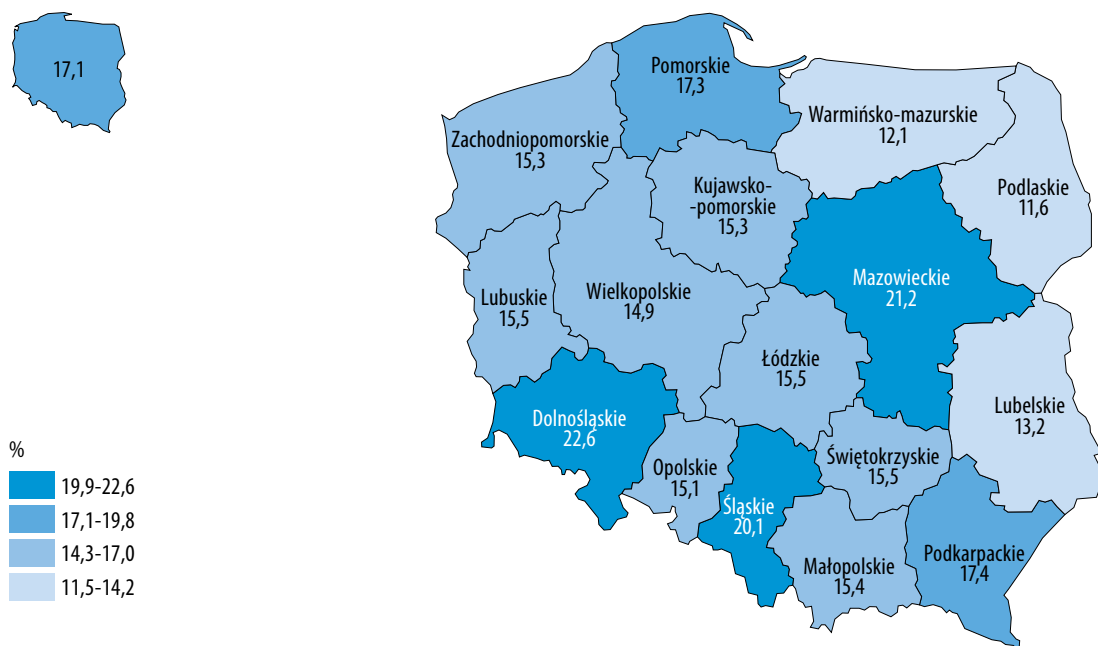 17,1
Pomorskie
17,3
Warmińsko-mazurskie
12,1
Zachodniopomorskie
15,3
Kujawsko-
-pomorskie
15,3
Podlaskie
11,6
Mazowieckie
21,2
Lubuskie
15,5
Wielkopolskie
14,9
Łódzkie
15,5
Dolnośląskie
22,6
Lubelskie
13,2
Opolskie
15,1
Świętokrzyskie
15,5
Śląskie
20,1
Małopolskie
15,4
Podkarpackie
17,4
%
19,9-22,6
17,1-19,8
14,3-17,0
11,5-14,2